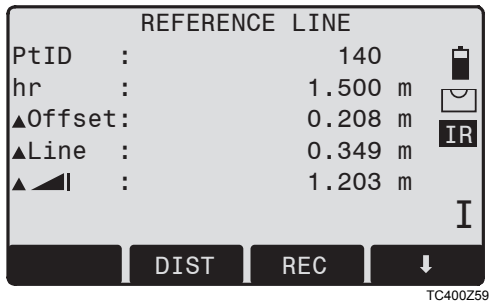 REFERENCE LINE
PtID : 140
hr : 1.500 m
▲Offset: 0.208 m
▲Line : 0.349 m
▲ : 1.203 m
IR
I
DIST REC ⬇
TC400Z59